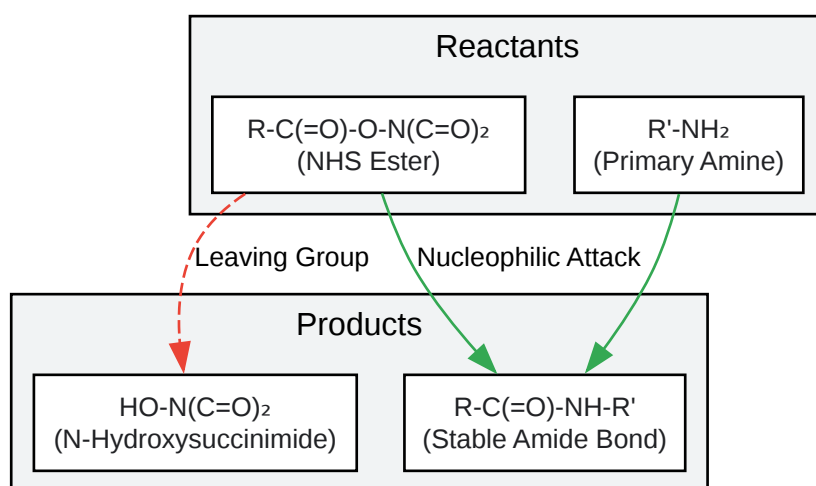 Reactants
R-C(=O)-O-N(C=O)₂
(NHS Ester)
R'-NH₂
(Primary Amine)
Leaving Group
Nucleophilic Attack
Products
HO-N(C=O)₂
(N-Hydroxysuccinimide)
R-C(=O)-NH-R'
(Stable Amide Bond)